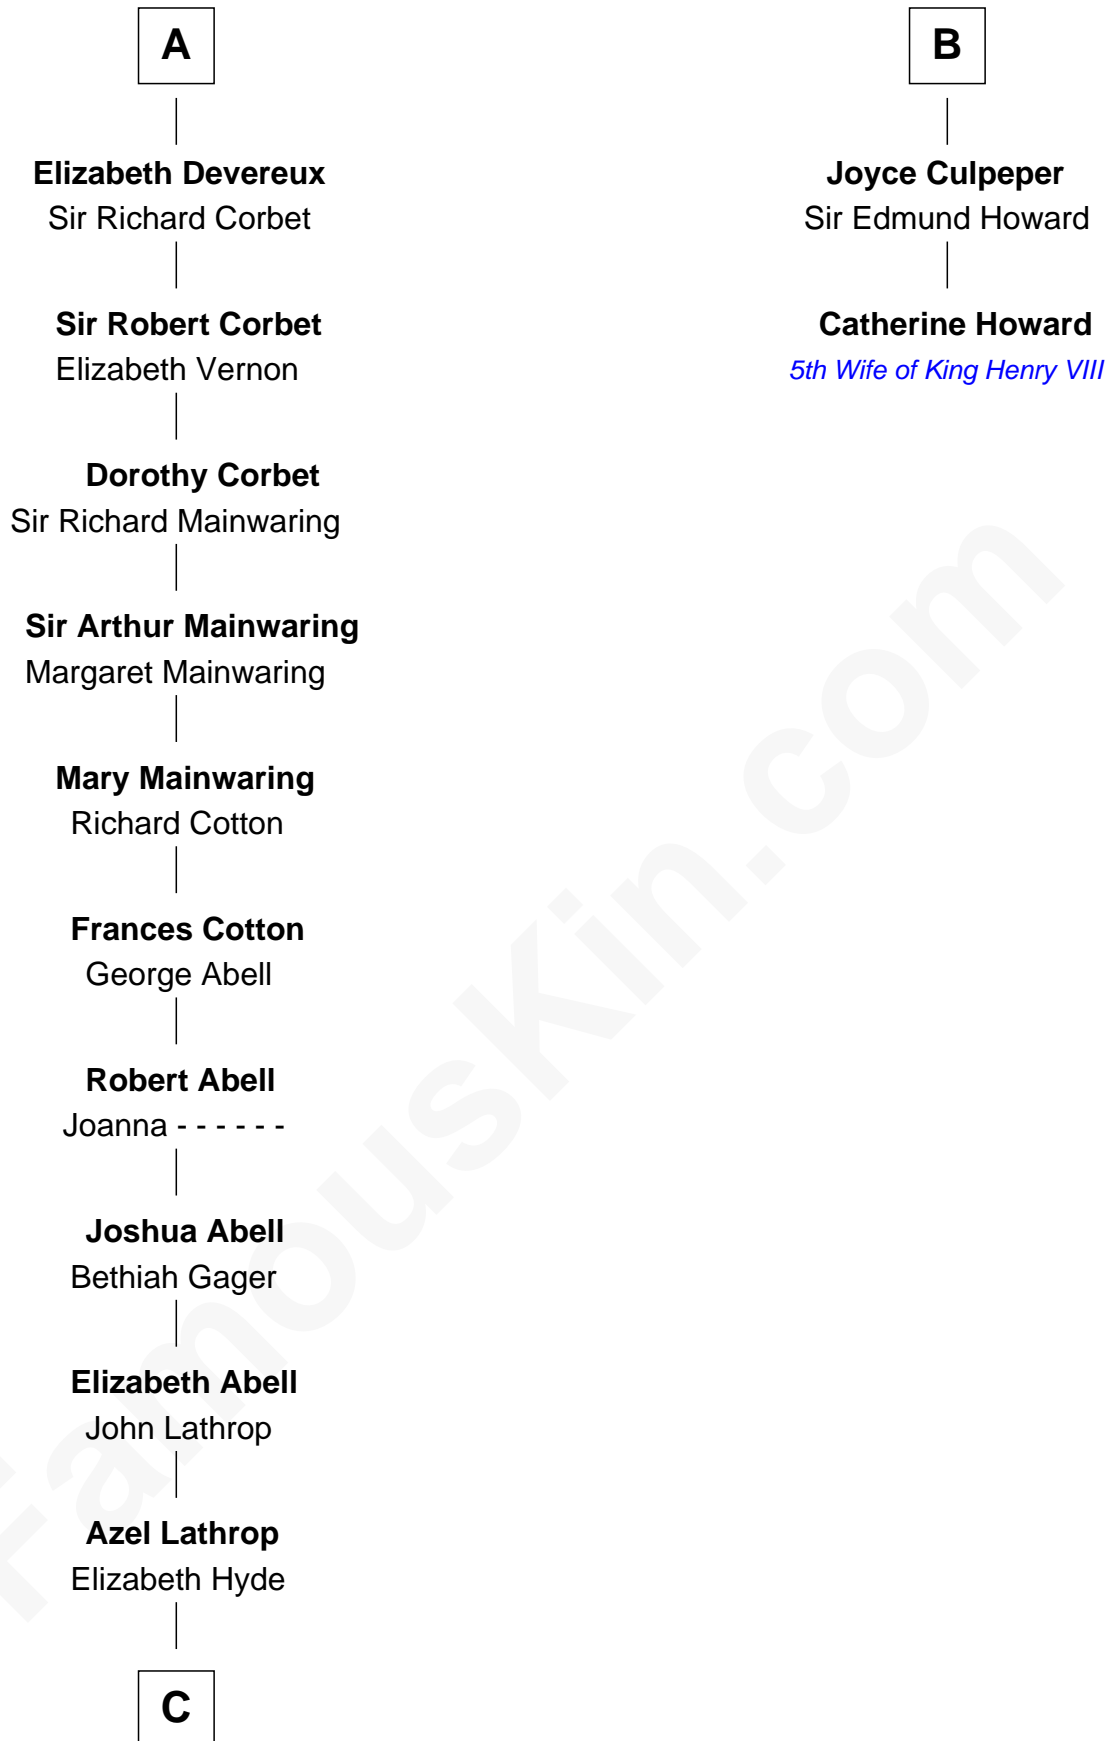 A
Elizabeth Devereux
Sir Richard Corbet
Sir Robert Corbet
Elizabeth Vernon
Dorothy Corbet
Sir Richard Mainwaring
Sir Arthur Mainwaring
Margaret Mainwaring
Mary Mainwaring
Richard Cotton
Frances Cotton
George Abell
Robert Abell
Joanna - - - - - -
Joshua Abell
Bethiah Gager
Elizabeth Abell
John Lathrop
Azel Lathrop
Elizabeth Hyde
C
B
Joyce Culpeper
Sir Edmund Howard
Catherine Howard
5th Wife of King Henry VIII
FamousKin.com